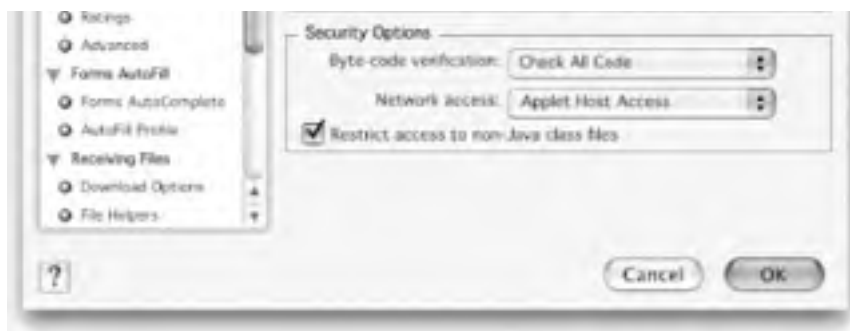 Ratings
Advanced
Forms AutoFill
Forms AutoComplete
AutoFill Profile
Receiving Files
Download Options
File Helpers
Security Options
Byte-code verification: Check All Code
Network access: Applet Host Access
Restrict access to non-Java class files
?
Cancel
OK